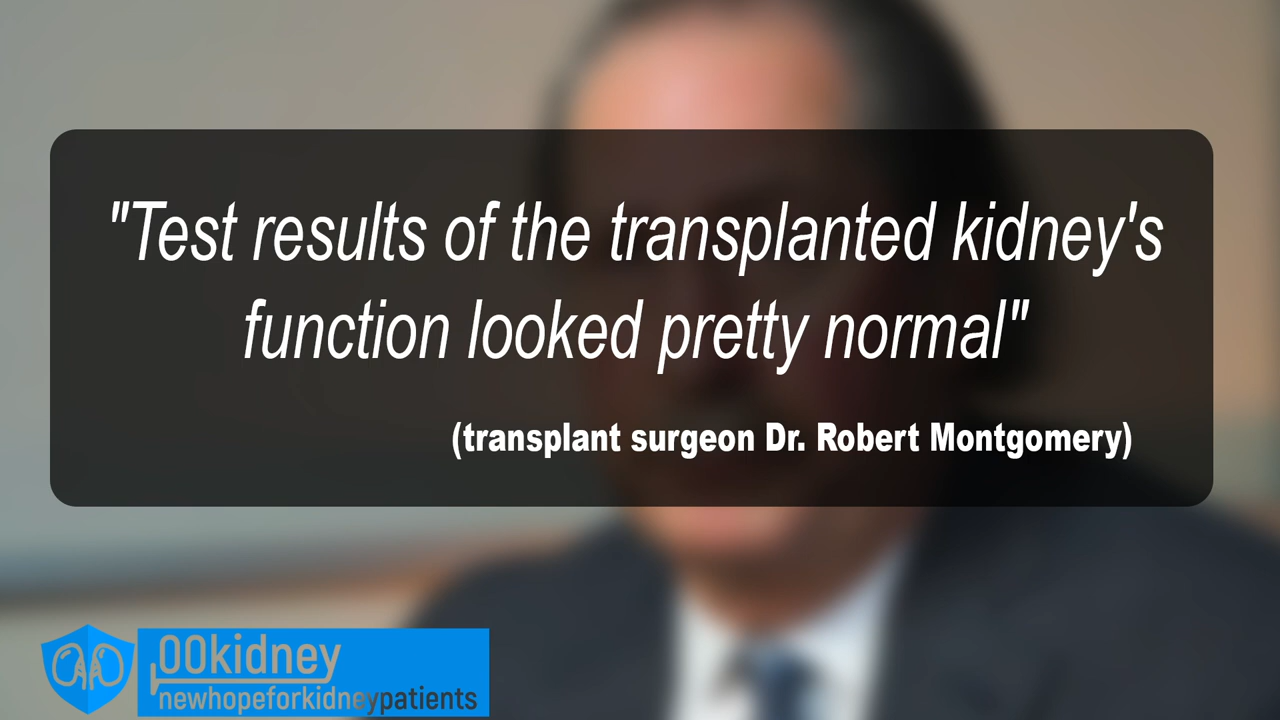 "Test results of the transplanted kidney's
function looked pretty normal"
(transplant surgeon Dr. Robert Montgomery)
00kidney
newhopeforkidneypatients